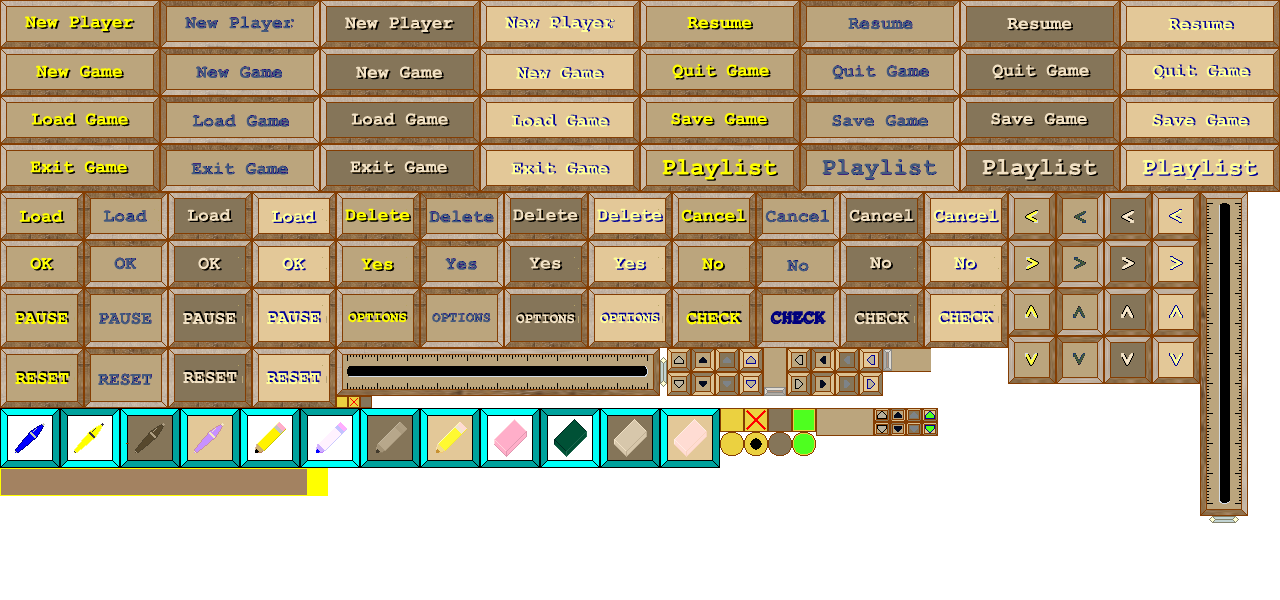 New Player New Player New Player New Player Resume Resume Resume Resume
New Game New Game New Game New Game Quit Game Quit Game Quit Game Quit Game
Load Game Load Game Load Game Load Game Save Game Save Game Save Game Save Game
Exit Game Exit Game Exit Game Exit Game Playlist Playlist Playlist Playlist
Load Load Load Load Delete Delete Delete Delete Cancel Cancel Cancel Cancel < < < <
OK OK OK OK Yes Yes Yes Yes No No No No > > > >
PAUSE PAUSE PAUSE PAUSE OPTIONS OPTIONS OPTIONS OPTIONS CHECK CHECK CHECK CHECK
RESET RESET RESET RESET